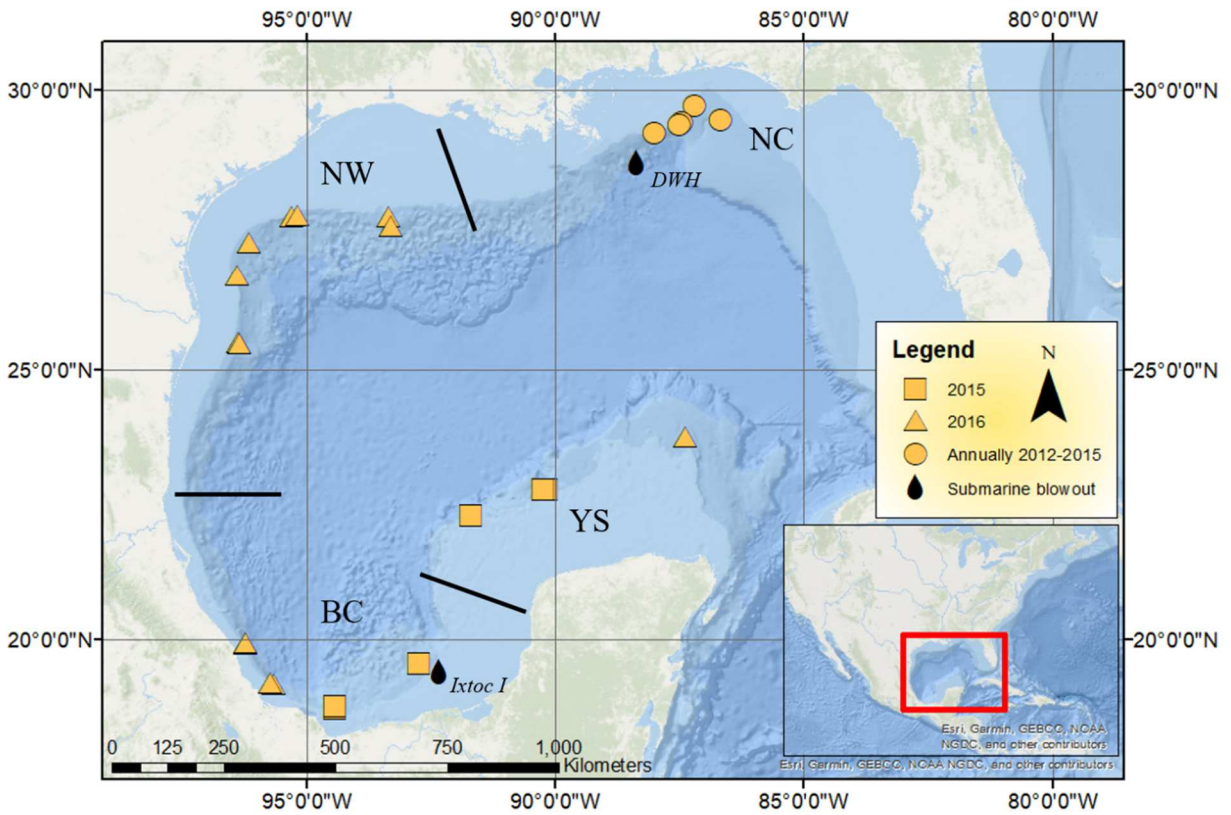 95°0'0"W 90°0'0"W 85°0'0"W 80°0'0"W
30°0'0"N 30°0'0"N
NC
NW
DWH
25°0'0"N 25°0'0"N
Legend
N
2015
2016
Annually 2012-2015
Submarine blowout
YS
BC
20°0'0"N 20°0'0"N
Ixtoc I
0 125 250 500 750 1,000
Kilometers
Esri, Garmin, GEBCO, NOAA
NGDC, and other contributors
Esri, Garmin, GEBCO, NOAA NGDC, and other contributors
95°0'0"W 90°0'0"W 85°0'0"W 80°0'0"W